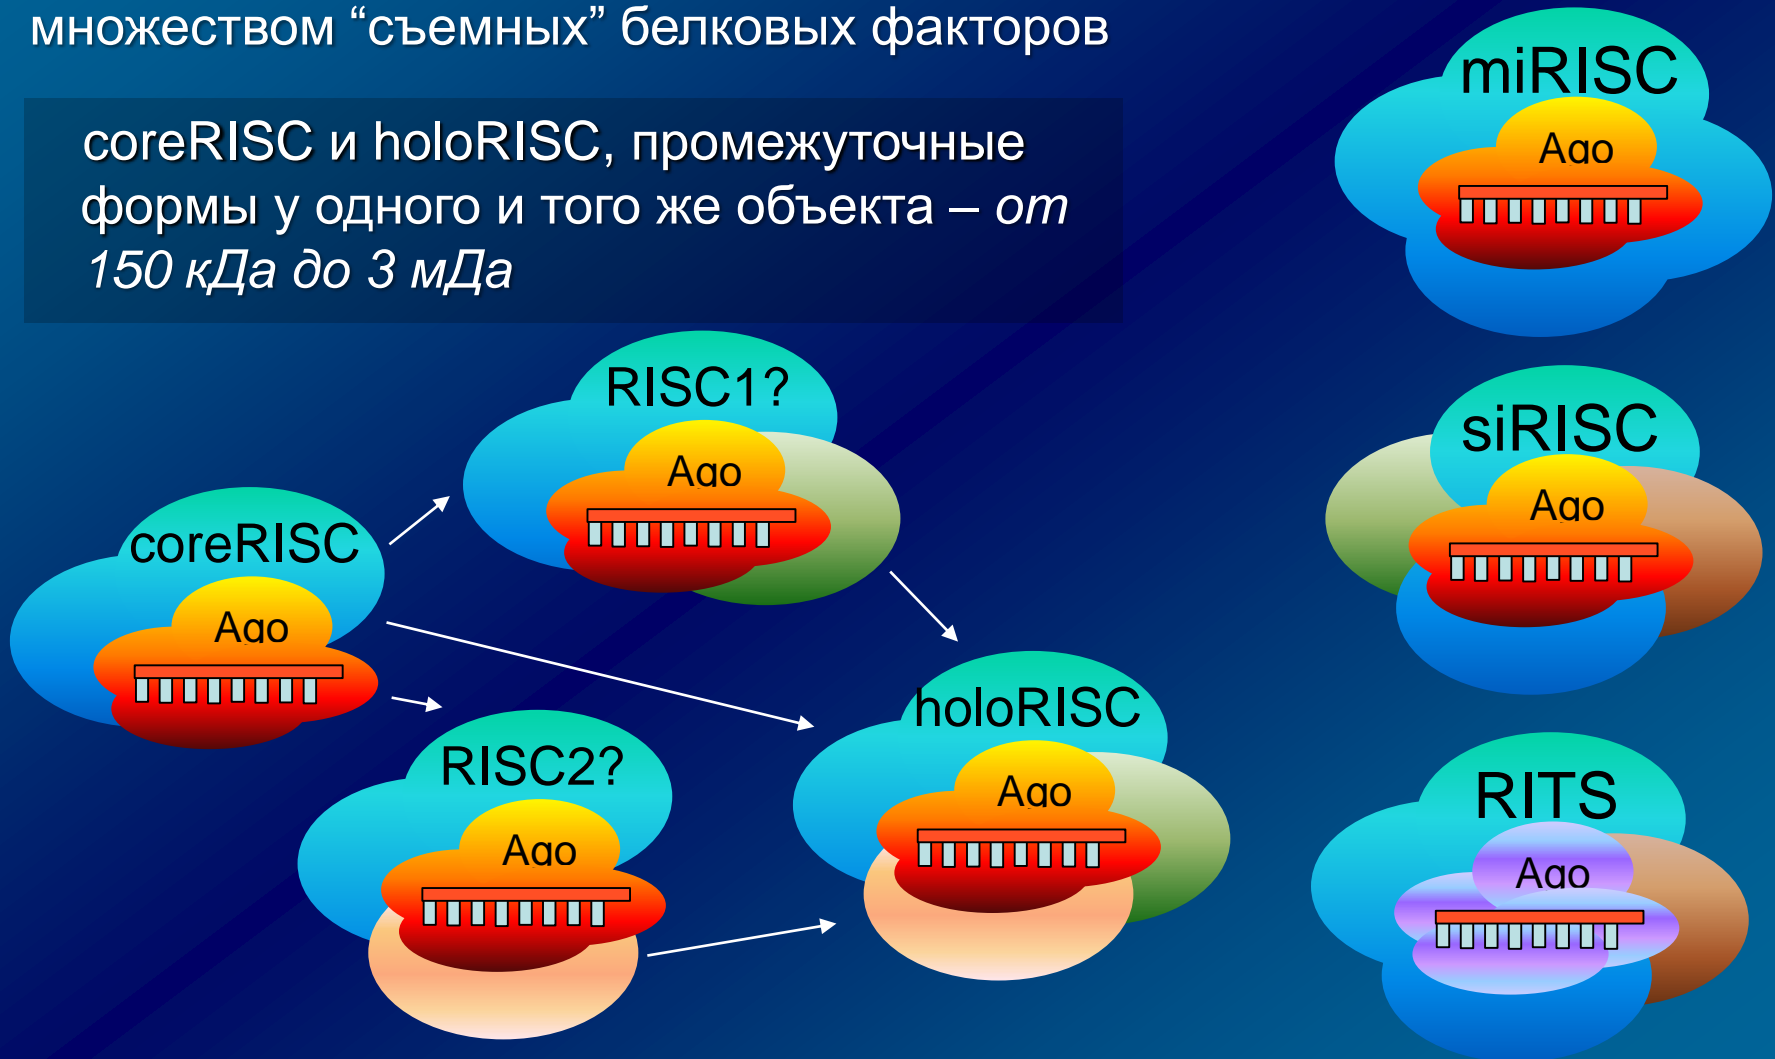 множеством “съемных” белковых факторов
coreRISC и holoRISC, промежуточные
формы у одного и того же объекта – от
150 кДа до 3 мДа
miRISC
Ago
RISC1?
Ago
siRISC
Ago
coreRISC
Ago
holoRISC
Ago
RISC2?
Ago
RITS
Ago